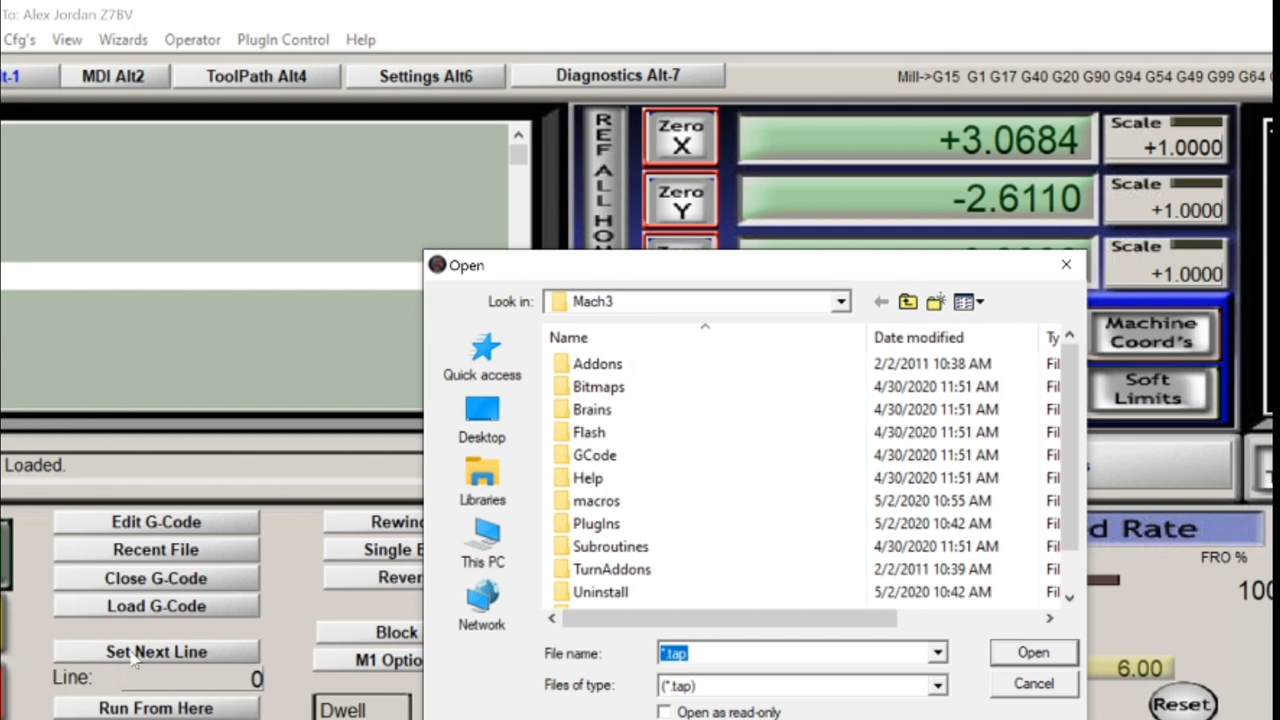 To: Alex Jordan Z7BV
Cfg's View Wizards Operator PlugIn Control Help
t-1 MDI Alt2 ToolPath Alt4 Settings Alt6 Diagnostics Alt-7 Mill->G15 G1 G17 G40 G20 G90 G94 G54 G49 G99 G64
REF ALL HO
Zero X +3.0684 Scale +1.0000
Zero Y -2.6110 Scale +1.0000
Scale +1.0000
Machine Coord's
Soft Limits
Open
Look in: Mach3
Name Date modified Ty
Addons 2/2/2011 10:38 AM Fil
Bitmaps 4/30/2020 11:51 AM Fil
Brains 4/30/2020 11:51 AM Fil
Flash 4/30/2020 11:51 AM Fil
GCode 4/30/2020 11:51 AM Fil
Help 4/30/2020 11:51 AM Fil
macros 5/2/2020 10:55 AM Fil
PlugIns 5/2/2020 10:42 AM Fil
Subroutines 4/30/2020 11:51 AM Fil
TurnAddons 2/2/2011 10:39 AM Fil
Uninstall 5/2/2020 10:42 AM Fil
Quick access
Desktop
Libraries
This PC
Network
File name: *.tap Open
Files of type: (*.tap) Cancel
Open as read-only
Loaded.
Edit G-Code
Recent File
Close G-Code
Load G-Code
Set Next Line
Line: 0
Run From Here
Rewin
Single B
Rever
Block
M1 Optio
Dwell
d Rate
FRO %
100
6.00
Reset